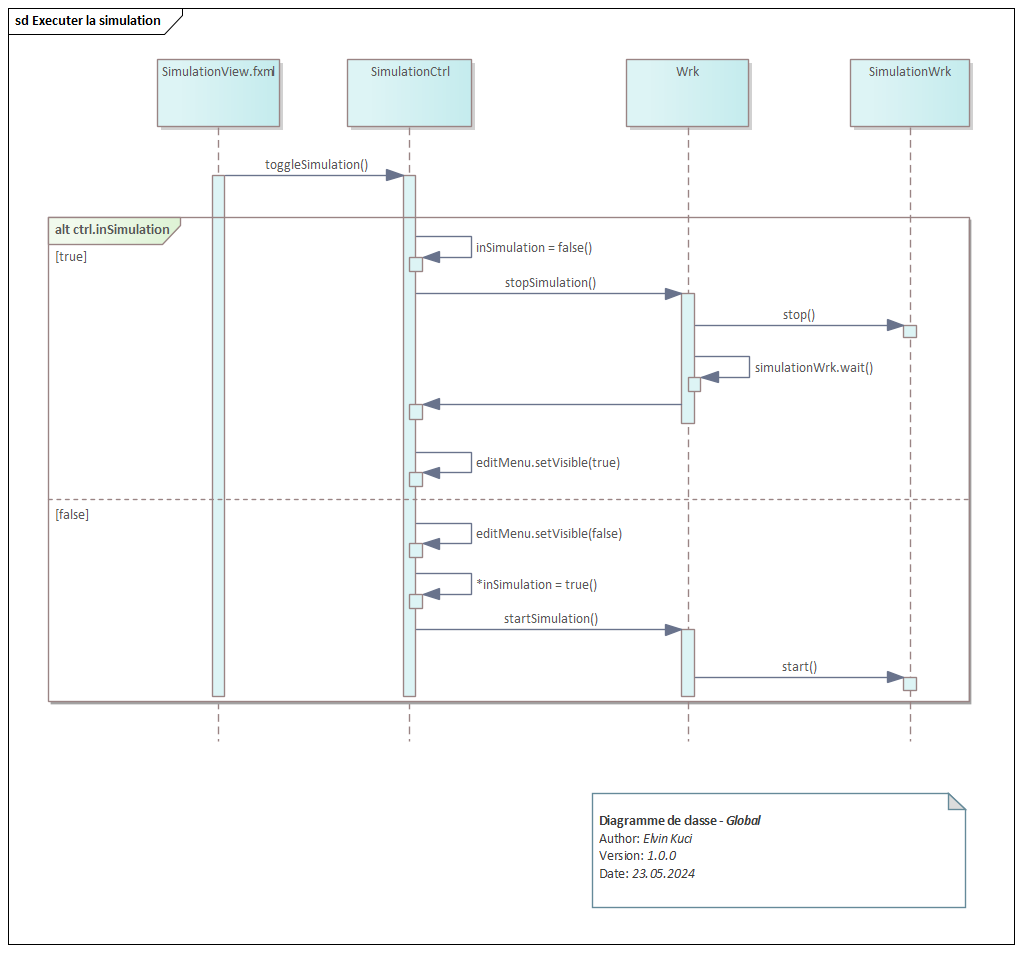 sd Executer la simulation
SimulationView.fxml
SimulationCtrl
Wrk
SimulationWrk
toggleSimulation()
alt ctrl.inSimulation
[true]
inSimulation = false()
stopSimulation()
stop()
simulationWrk.wait()
editMenu.setVisible(true)
[false]
editMenu.setVisible(false)
*inSimulation = true()
startSimulation()
start()
Diagramme de classe - Global
Author: Elvin Kuci
Version: 1.0.0
Date: 23.05.2024